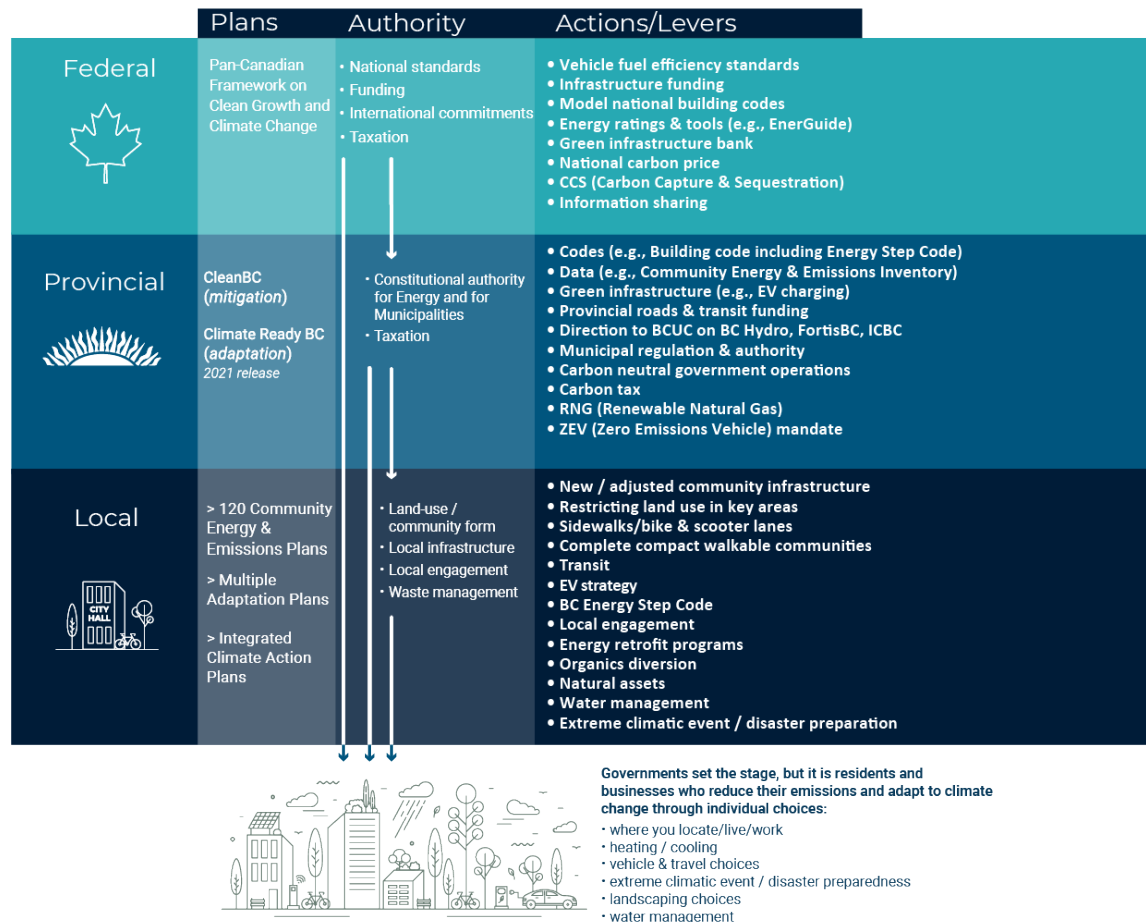 Plans
Authority
Actions/Levers
Federal
Pan-Canadian
Framework on
Clean Growth and
Climate Change
• National standards
• Funding
• International commitments
• Taxation
• Vehicle fuel efficiency standards
• Infrastructure funding
• Model national building codes
• Energy ratings & tools (e.g., EnerGuide)
• Green infrastructure bank
• National carbon price
• CCS (Carbon Capture & Sequestration)
• Information sharing
Provincial
CleanBC
(mitigation)
Climate Ready BC
(adaptation)
2021 release
• Constitutional authority
for Energy and for
Municipalities
• Taxation
• Codes (e.g., Building code including Energy Step Code)
• Data (e.g., Community Energy & Emissions Inventory)
• Green infrastructure (e.g., EV charging)
• Provincial roads & transit funding
• Direction to BCUC on BC Hydro, FortisBC, ICBC
• Municipal regulation & authority
• Carbon neutral government operations
• Carbon tax
• RNG (Renewable Natural Gas)
• ZEV (Zero Emissions Vehicle) mandate
Local
CITY
HALL
> 120 Community
Energy &
Emissions Plans
> Multiple
Adaptation Plans
> Integrated
Climate Action
Plans
• Land-use /
community form
• Local infrastructure
• Local engagement
• Waste management
• New / adjusted community infrastructure
• Restricting land use in key areas
• Sidewalks/bike & scooter lanes
• Complete compact walkable communities
• Transit
• EV strategy
• BC Energy Step Code
• Local engagement
• Energy retrofit programs
• Organics diversion
• Natural assets
• Water management
• Extreme climatic event / disaster preparation
Governments set the stage, but it is residents and
businesses who reduce their emissions and adapt to climate
change through individual choices:
• where you locate/live/work
• heating / cooling
• vehicle & travel choices
• extreme climatic event / disaster preparedness
• landscaping choices
• water management